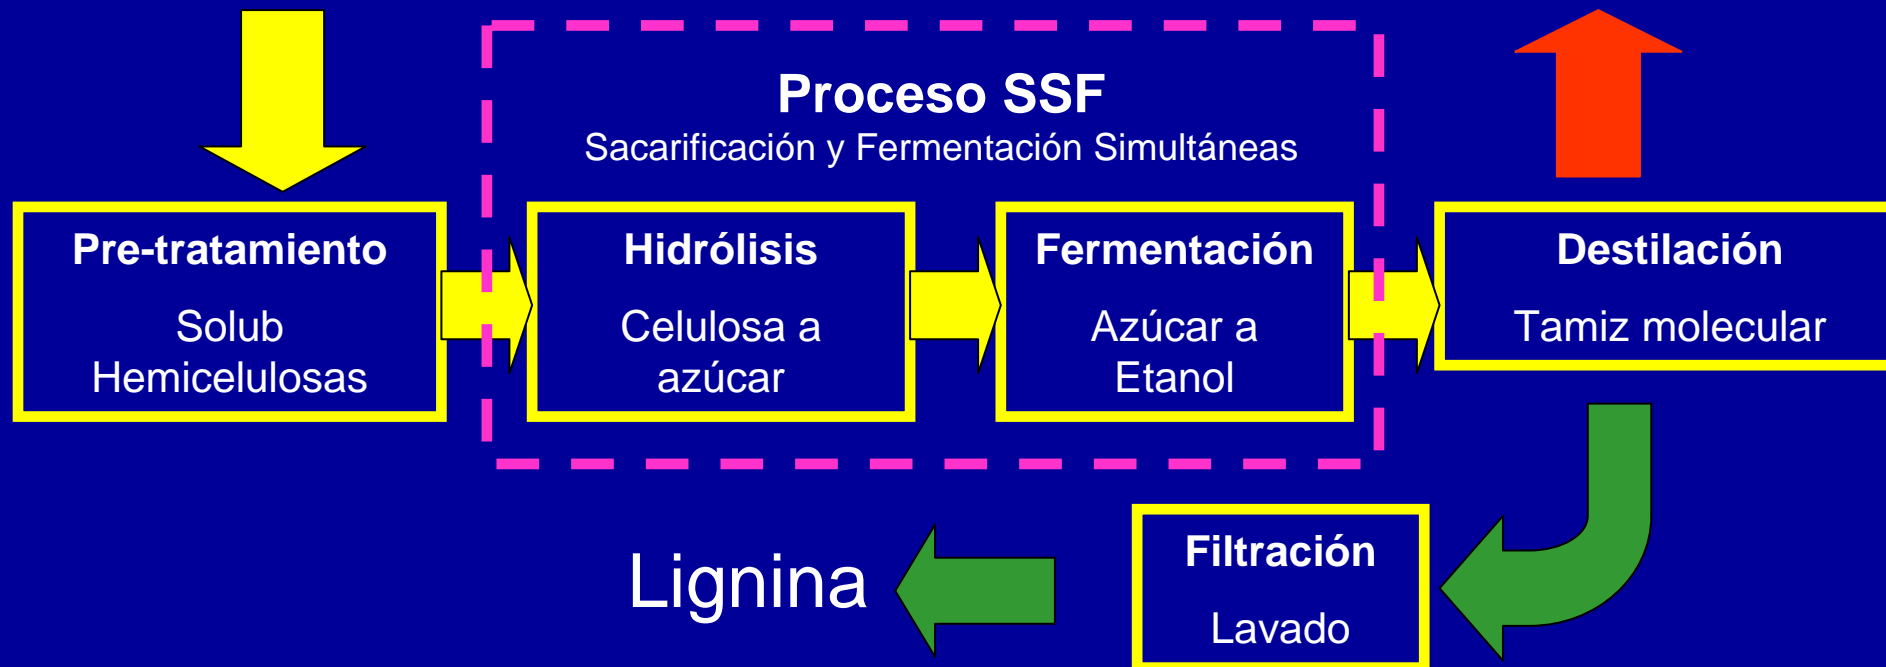 Proceso SSF
Sacarificación y Fermentación Simultáneas
Pre-tratamiento
Solub
Hemicelulosas
Hidrólisis
Celulosa a
azúcar
Fermentación
Azúcar a
Etanol
Destilación
Tamiz molecular
Lignina
Filtración
Lavado